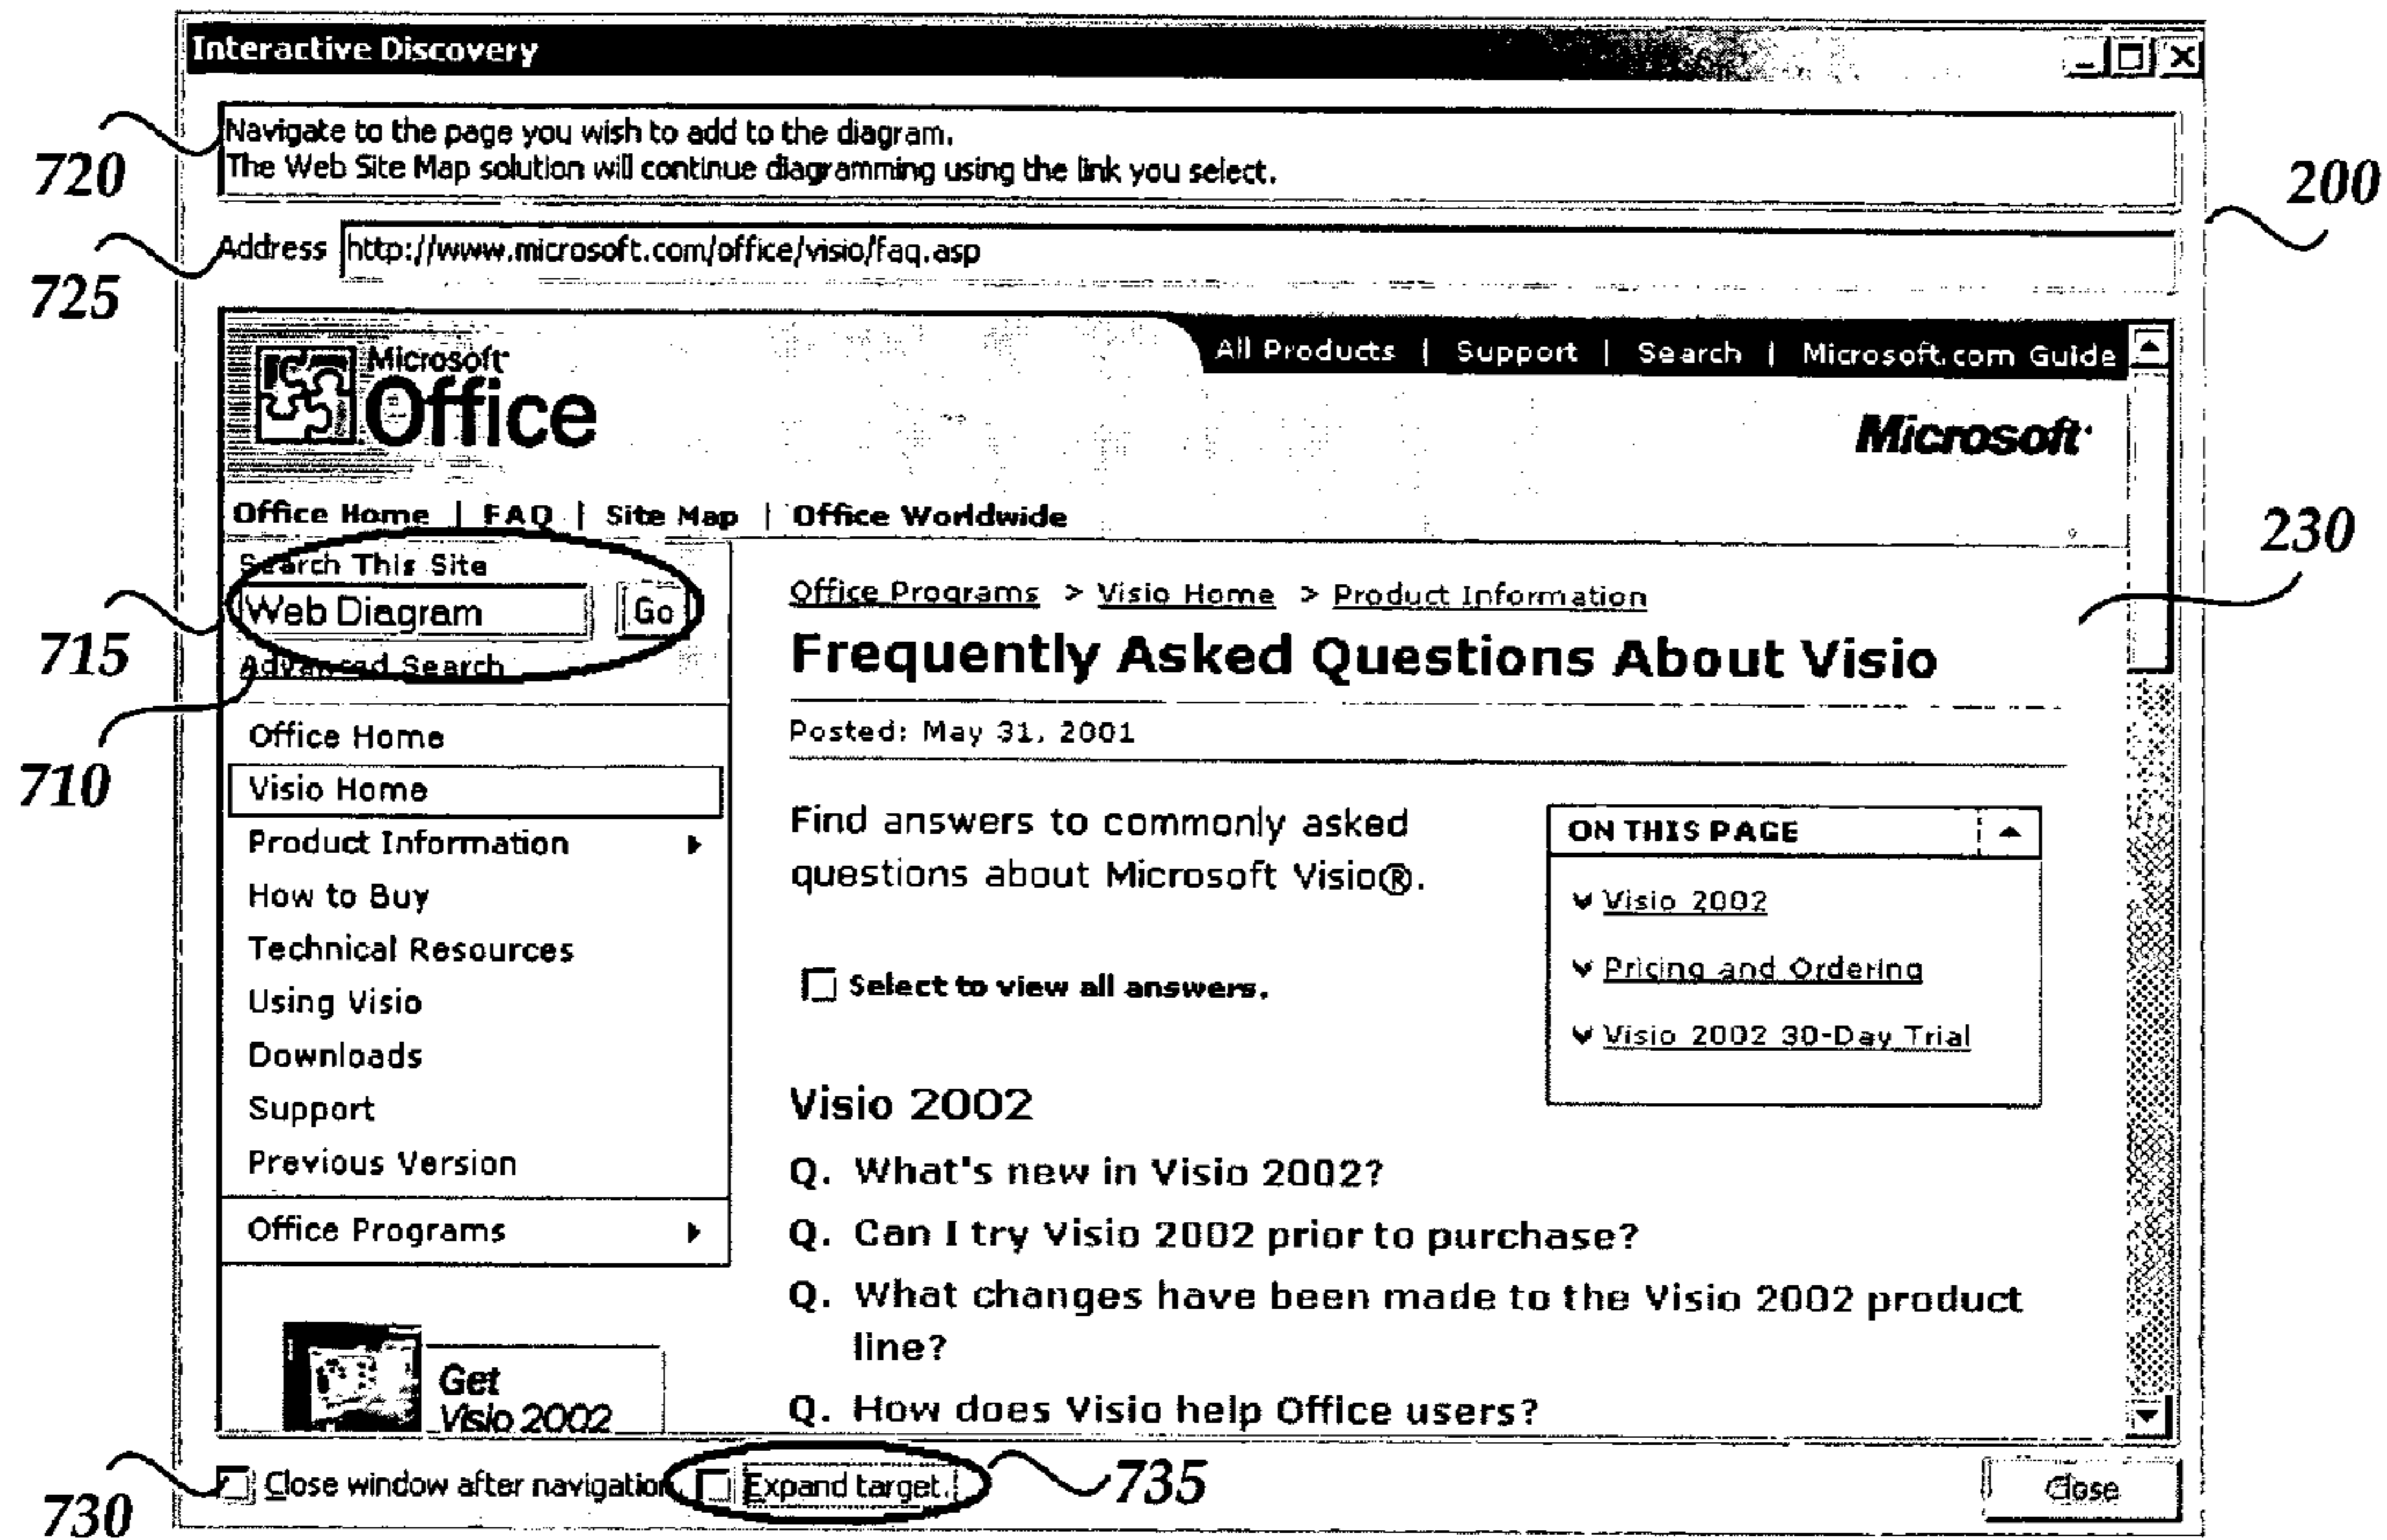 Interactive Discovery
720
Navigate to the page you wish to add to the diagram.
The Web Site Map solution will continue diagramming using the link you select.
200
725
Address http://www.microsoft.com/office/visio/faq.asp
Microsoft
Office
All Products | Support | Search | Microsoft.com Guide
Microsoft
Office Home | FAQ | Site Map | Office Worldwide
230
Search This Site
715
Web Diagram Go
Advanced Search
710
Office Home
Visio Home
Product Information
How to Buy
Technical Resources
Using Visio
Downloads
Support
Previous Version
Office Programs
Get
Visio 2002
Office Programs > Visio Home > Product Information
Frequently Asked Questions About Visio
Posted: May 31, 2001
Find answers to commonly asked
questions about Microsoft Visio®.
Select to view all answers.
ON THIS PAGE
Visio 2002
Pricing and Ordering
Visio 2002 30-Day Trial
Visio 2002
Q. What's new in Visio 2002?
Q. Can I try Visio 2002 prior to purchase?
Q. What changes have been made to the Visio 2002 product
line?
Q. How does Visio help Office users?
730
Close window after navigation
Expand target.
735
Close